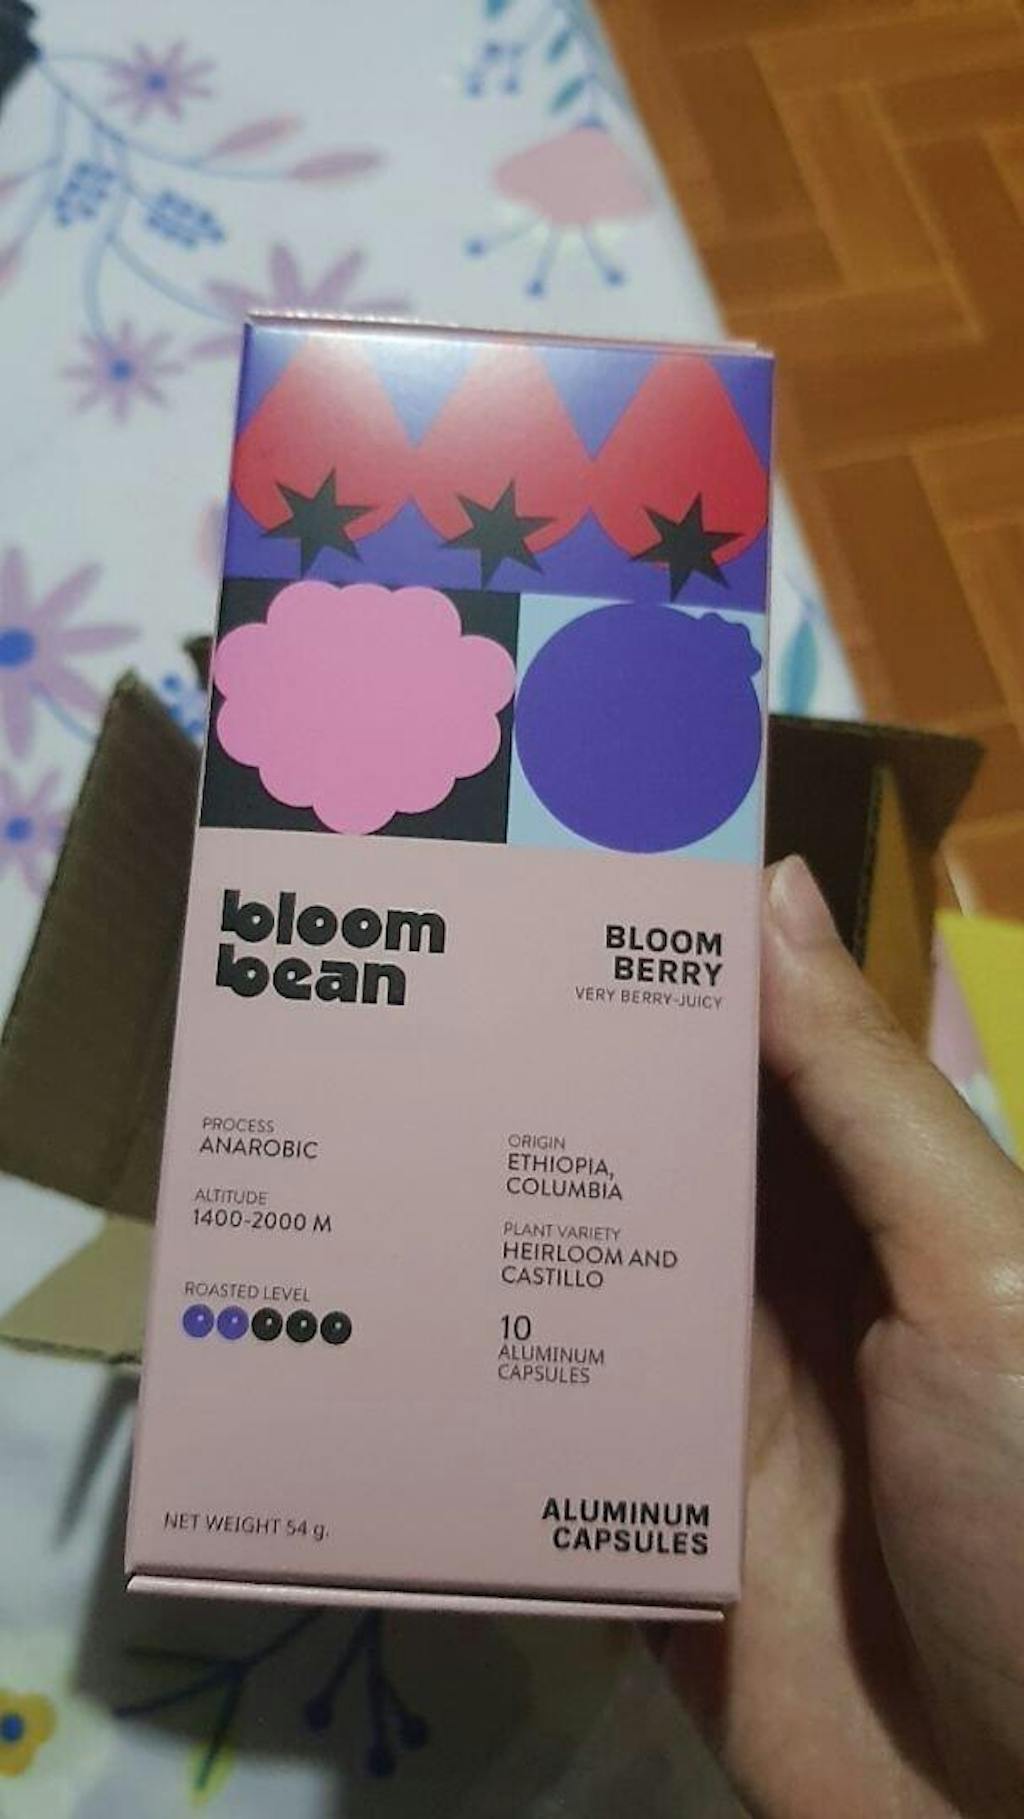 bloom
bean
BLOOM
BERRY
VERY BERRY-JUICY
PROCESS
ANAROBIC
ALTITUDE
1400-2000 M
ROASTED LEVEL
ORIGIN
ETHIOPIA,
COLUMBIA
PLANT VARIETY
HEIRLOOM AND
CASTILLO
10
ALUMINUM
CAPSULES
NET WEIGHT 54 g.
ALUMINUM
CAPSULES